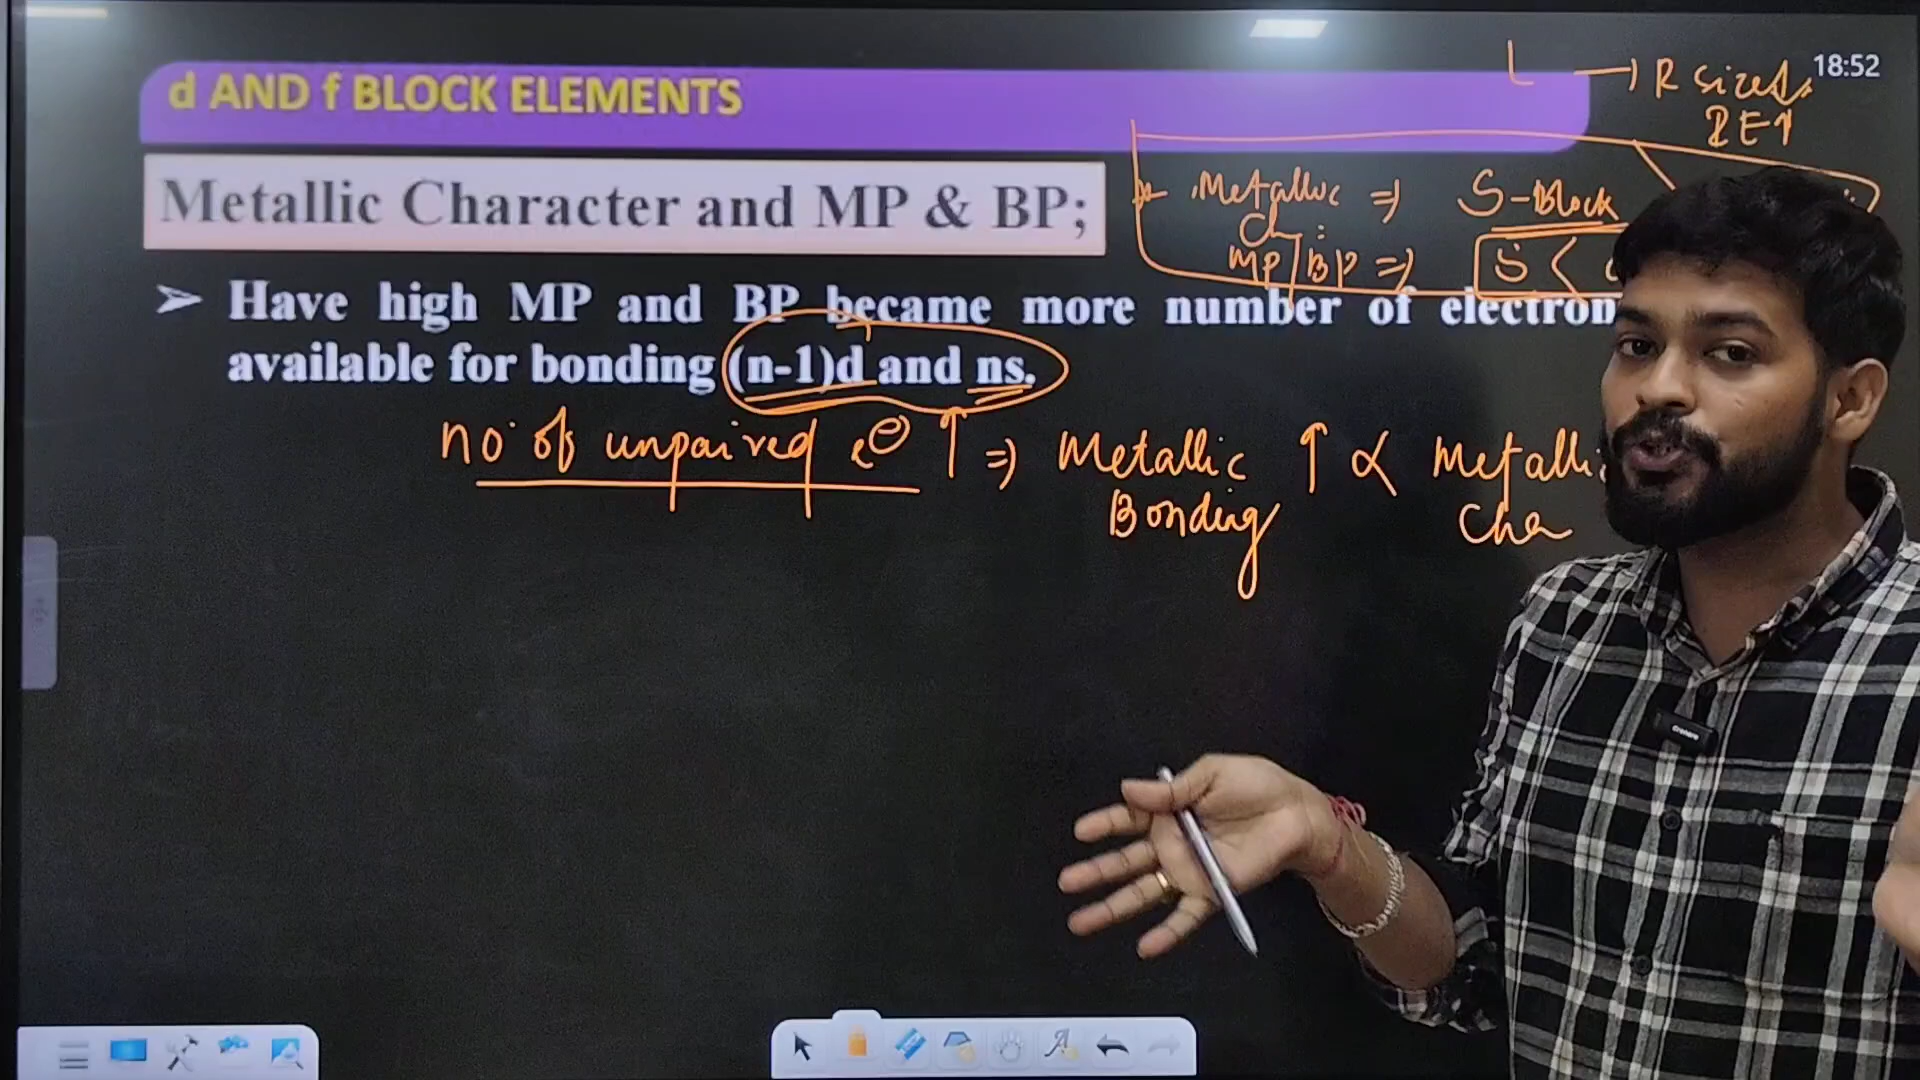 18:52
d AND f BLOCK ELEMENTS
→ R size↑
IE↑
Metallic Character and MP & BP;
Metallic ⇒ S-Block
Ch :
MP/BP ⇒ S <
➢ Have high MP and BP became more number of electron
available for bonding (n-1)d and ns.
no of unpaired e⊖ ↑ ⇒ Metallic ↑ ∝ Metalli
Bonding Cha